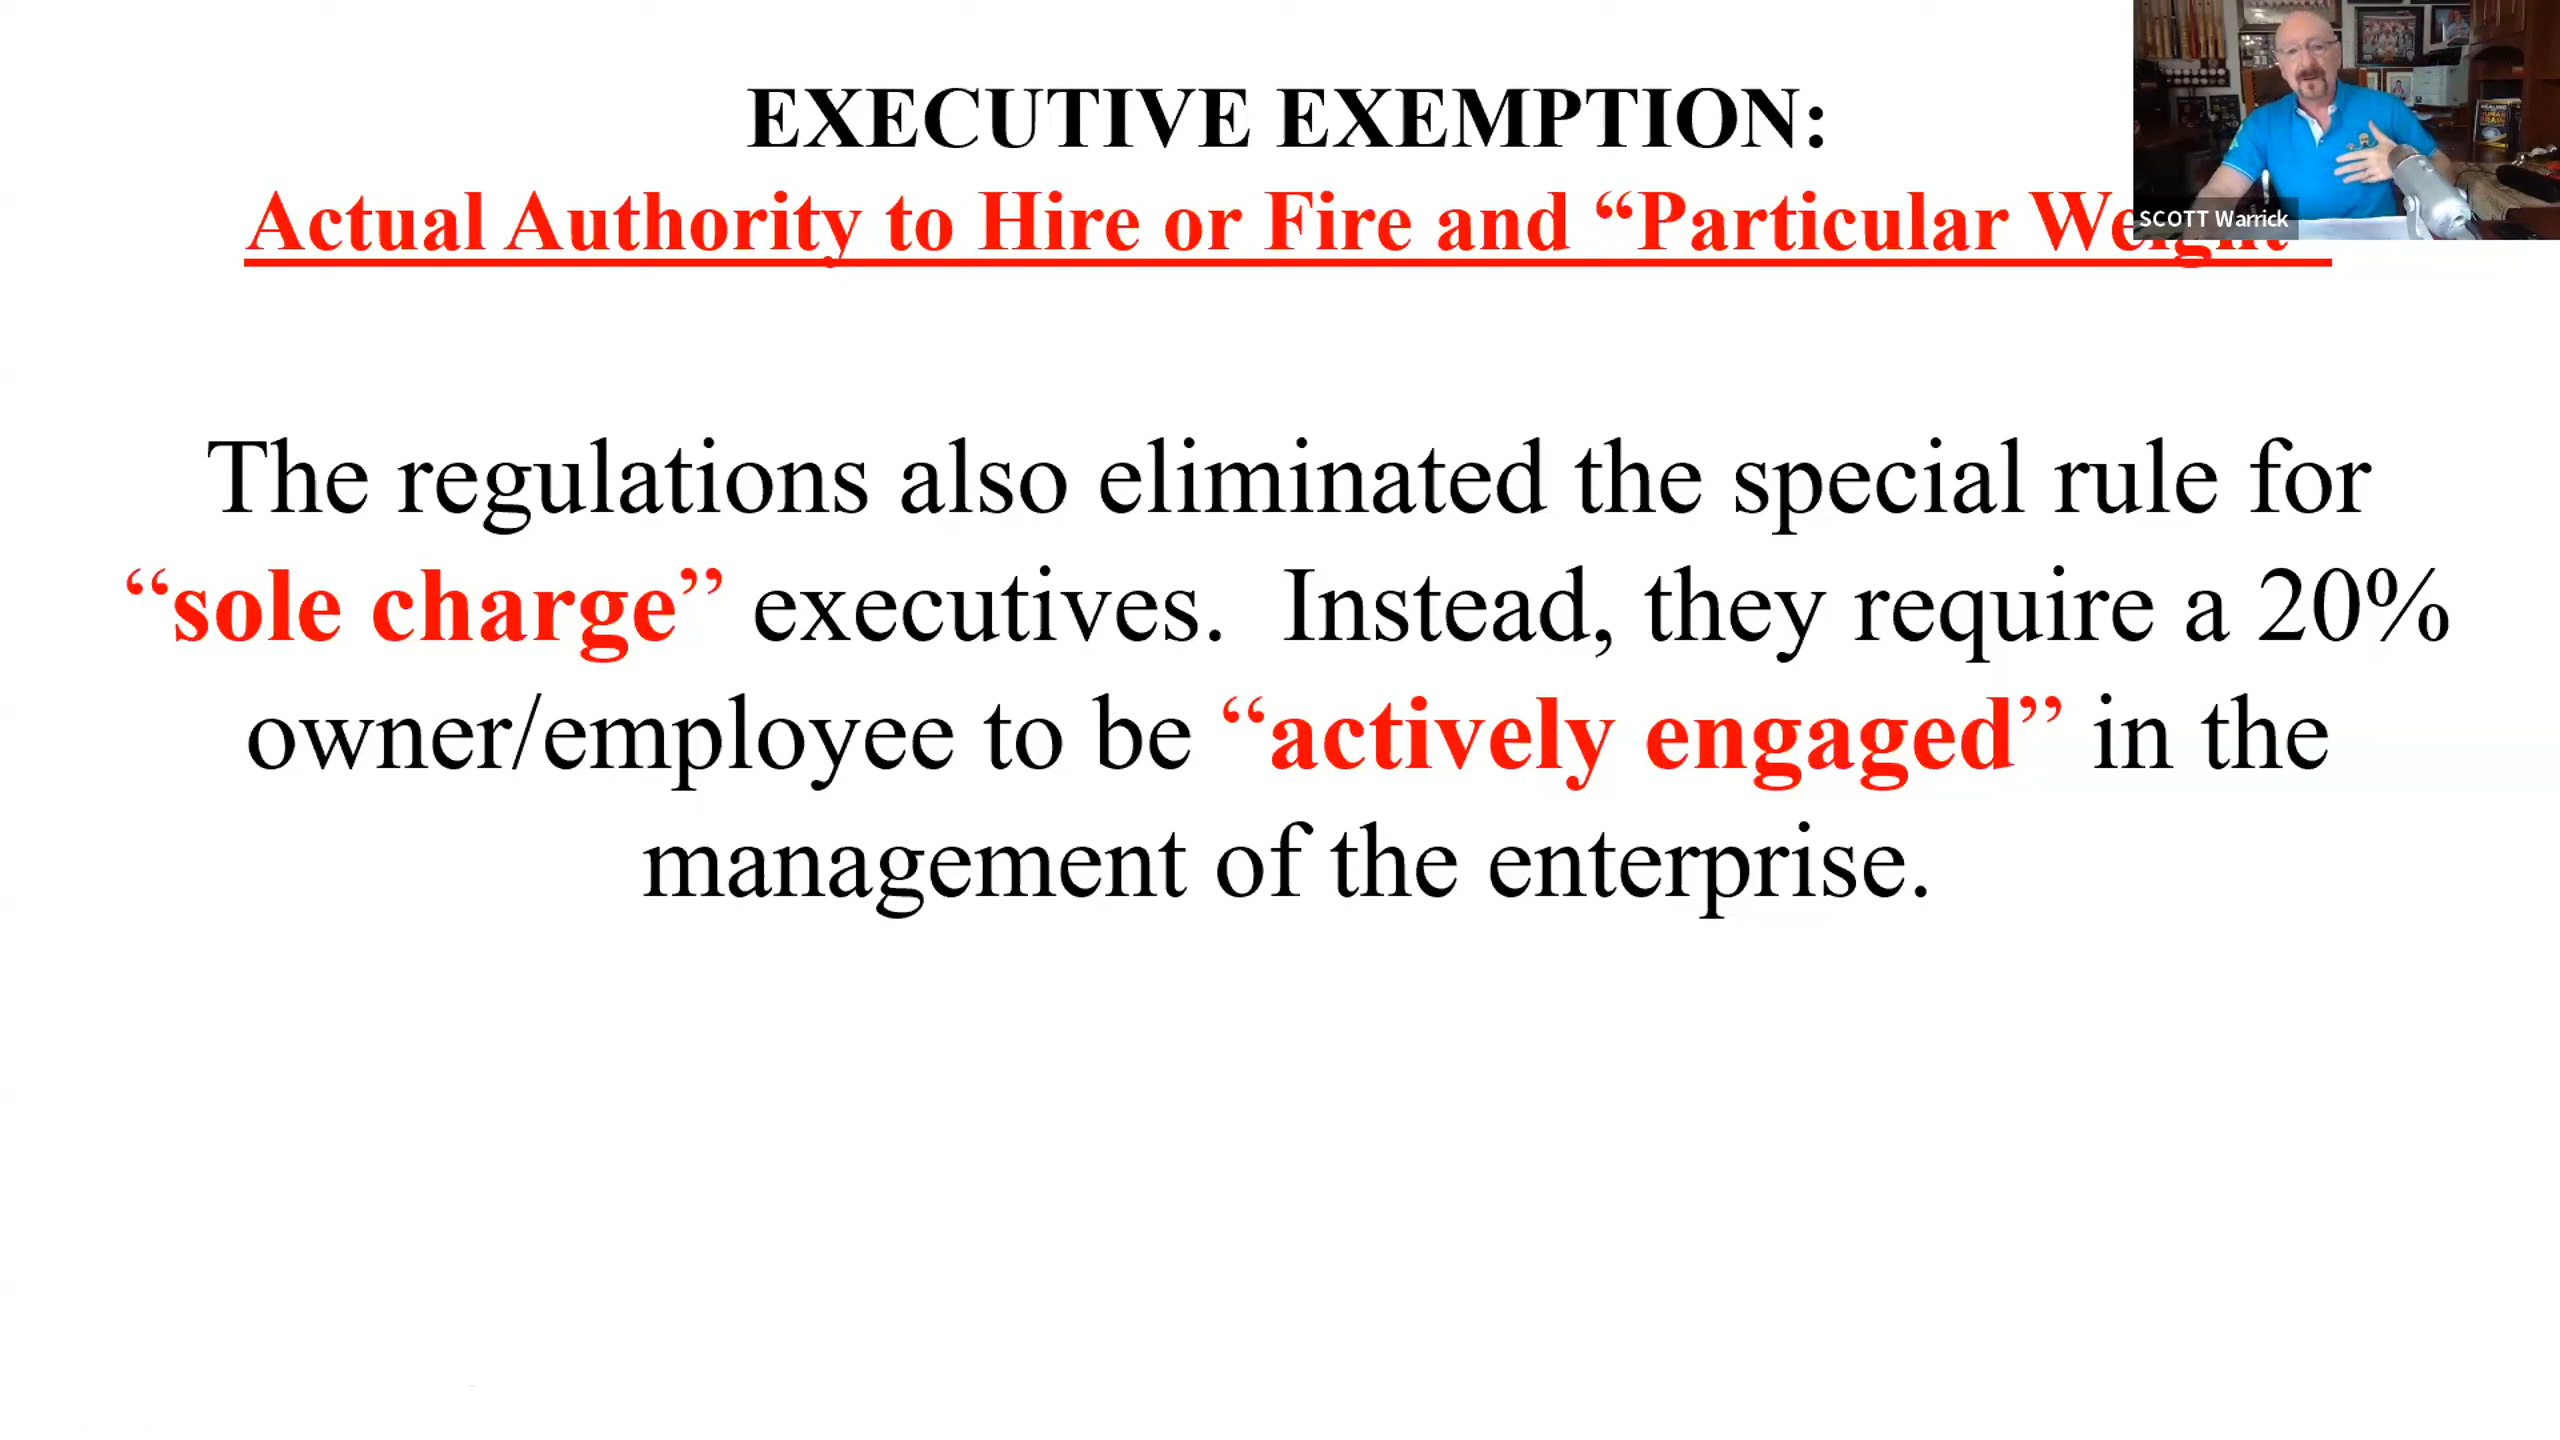 EXECUTIVE EXEMPTION:
Actual Authority to Hire or Fire and “Particular Weight”
SCOTT Warrick
The regulations also eliminated the special rule for
“sole charge” executives.  Instead, they require a 20%
owner/employee to be “actively engaged” in the
management of the enterprise.